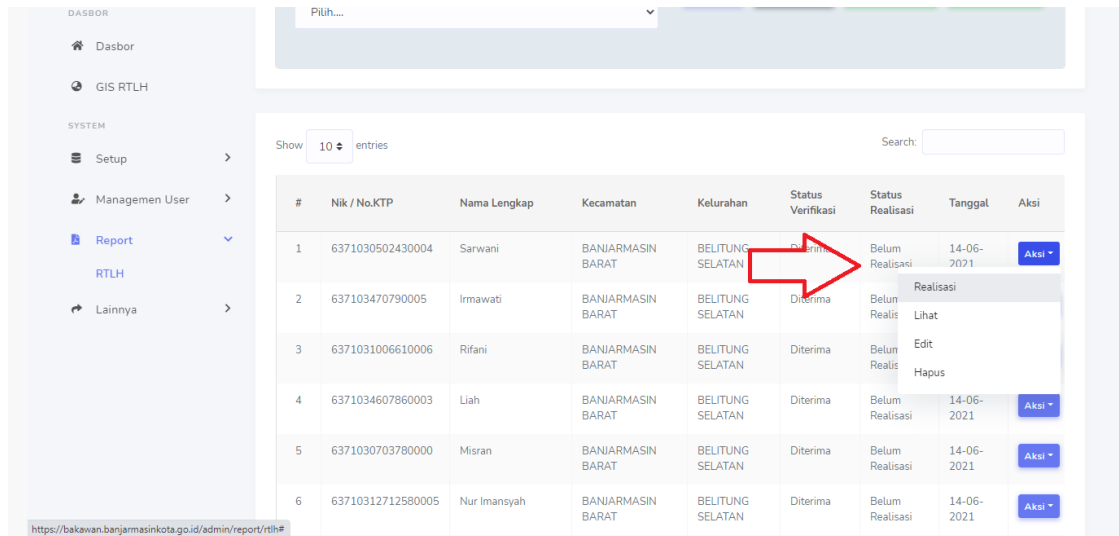 DASBOR
Dasbor
GIS RTLH
SYSTEM
Setup
Managemen User
Report
RTLH
Lainnya
Pilih....
Show 10 entries
Search:
# Nik / No.KTP Nama Lengkap Kecamatan Kelurahan Status Verifikasi Status Realisasi Tanggal Aksi
1 6371030502430004 Sarwani BANJARMASIN BARAT BELITUNG SELATAN Diterima Belum Realisasi 14-06-2021 Aksi
Realisasi
Lihat
Edit
Hapus
2 637103470790005 Irmawati BANJARMASIN BARAT BELITUNG SELATAN Diterima
3 6371031006610006 Rifani BANJARMASIN BARAT BELITUNG SELATAN Diterima
4 6371034607860003 Liah BANJARMASIN BARAT BELITUNG SELATAN Diterima Belum Realisasi 14-06-2021 Aksi
5 6371030703780000 Misran BANJARMASIN BARAT BELITUNG SELATAN Diterima Belum Realisasi 14-06-2021 Aksi
6 63710312712580005 Nur Imansyah BANJARMASIN BARAT BELITUNG SELATAN Diterima Belum Realisasi 14-06-2021 Aksi
https://bakawan.banjarmasinkota.go.id/admin/report/rtlh#